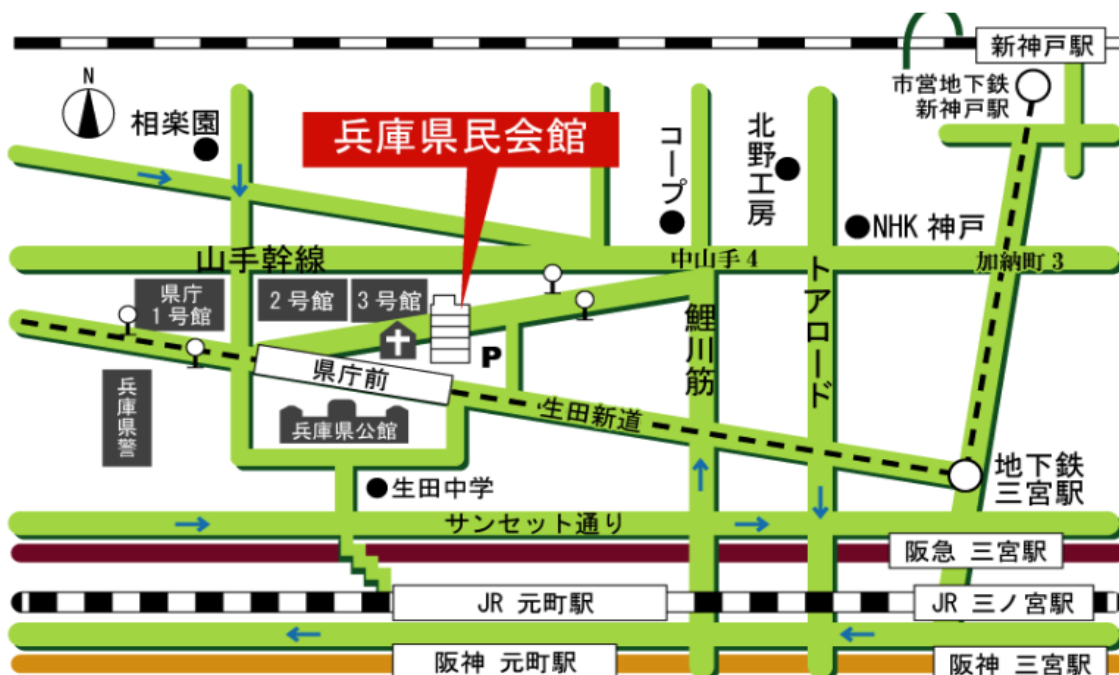 新神戸駅
N
市営地下鉄
新神戸駅
相楽園
兵庫県民会館
コープ
北野工房
NHK 神戸
山手幹線
中山手4
加納町3
県庁
1号館
2号館
3号館
トアロード
鯉川筋
P
県庁前
兵庫県警
兵庫県公館
生田新道
地下鉄
三宮駅
生田中学
サンセット通り
阪急 三宮駅
JR 元町駅
JR 三ノ宮駅
阪神 元町駅
阪神 三宮駅